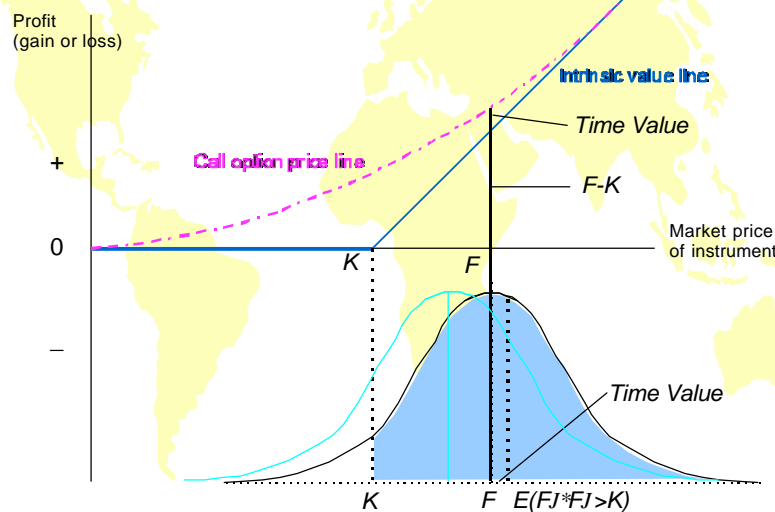 Profit
(gain or loss)
Intrinsic value line
Time Value
+
Call option price line
F-K
Market price
of instrument
0
K
F
–
Time Value
K
F
E(FJ*FJ>K)